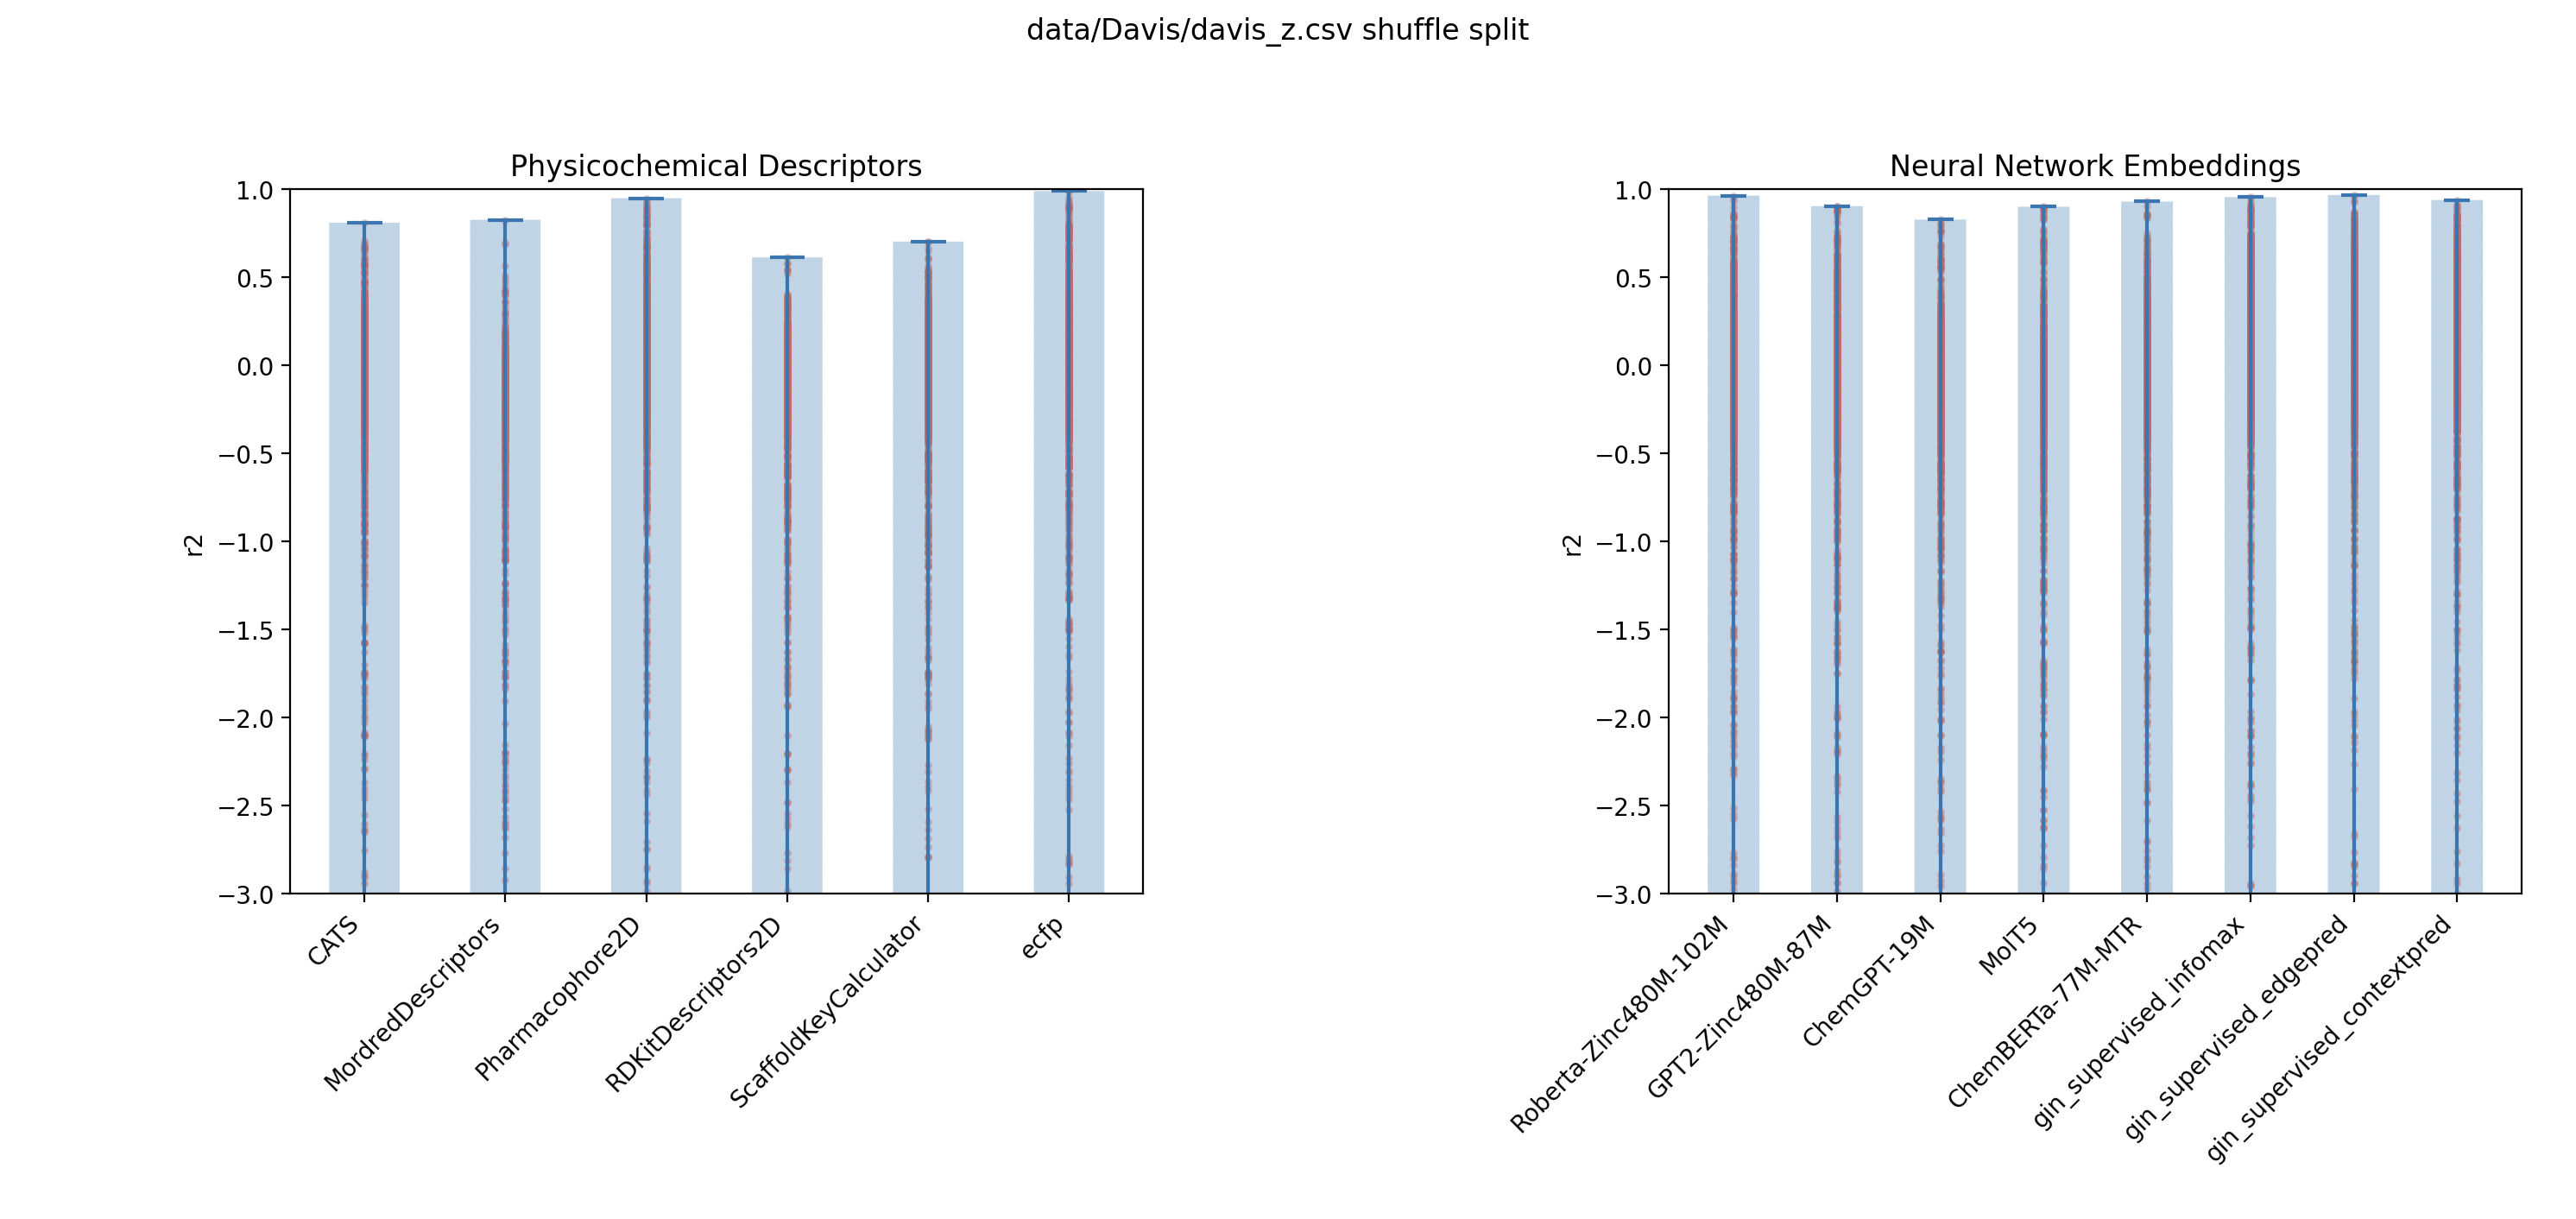 data/Davis/davis_z.csv shuffle split
Physicochemical Descriptors
r2
1.0
0.5
0.0
−0.5
−1.0
−1.5
−2.0
−2.5
−3.0
CATS
MordredDescriptors
Pharmacophore2D
RDKitDescriptors2D
ScaffoldKeyCalculator
ecfp
Neural Network Embeddings
r2
1.0
0.5
0.0
−0.5
−1.0
−1.5
−2.0
−2.5
−3.0
Roberta-Zinc480M-102M
GPT2-Zinc480M-87M
ChemGPT-19M
MolT5
ChemBERTa-77M-MTR
gin_supervised_infomax
gin_supervised_edgepred
gin_supervised_contextpred